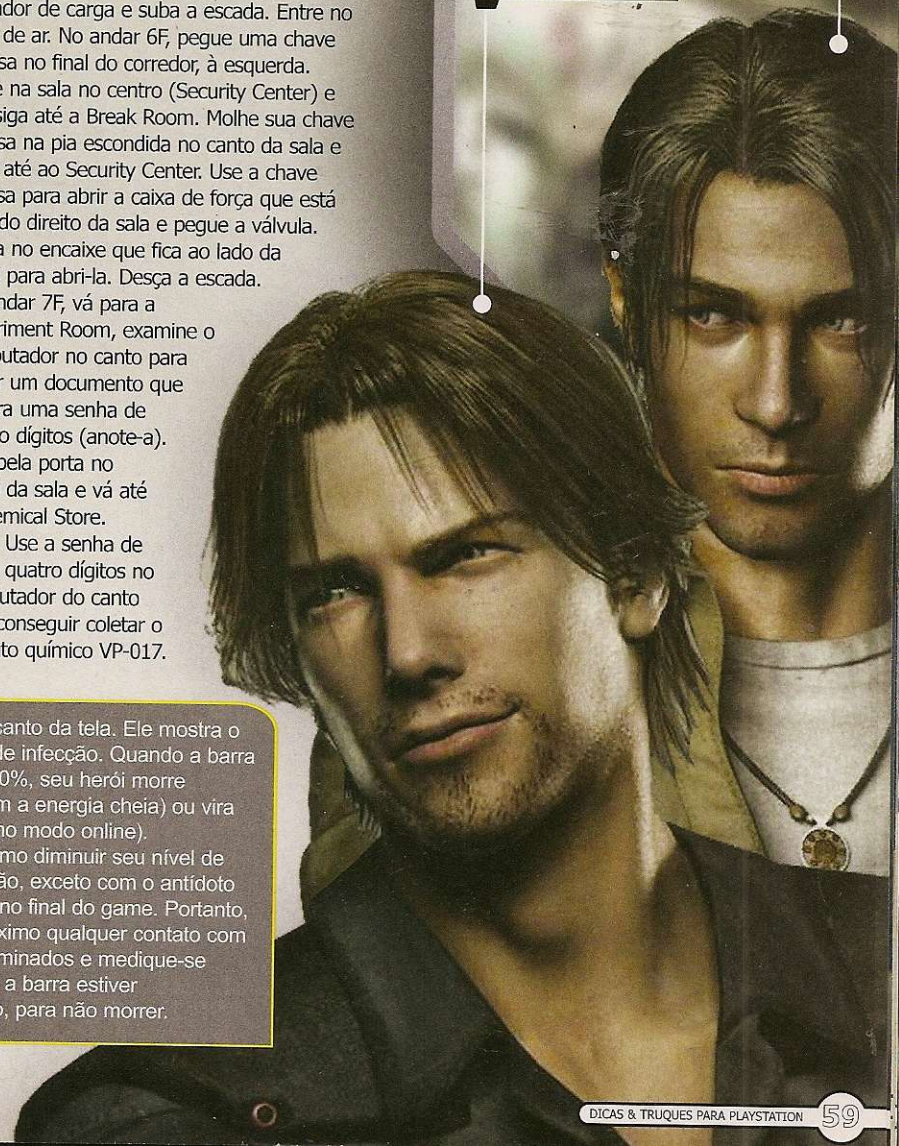 dor de carga e suba a escada. Entre no
de ar. No andar 6F, pegue uma chave
sa no final do corredor, à esquerda.
e na sala no centro (Security Center) e
siga até a Break Room. Molhe sua chave
sa na pia escondida no canto da sala e
até ao Security Center. Use a chave
sa para abrir a caixa de força que está
do direito da sala e pegue a válvula.
a no encaixe que fica ao lado da
para abri-la. Desça a escada.
ndar 7F, vá para a
riment Room, examine o
utador no canto para
r um documento que
ra uma senha de
o dígitos (anote-a).
pela porta no
da sala e vá até
emical Store.
Use a senha de
quatro dígitos no
utador do canto
conseguir coletar o
to químico VP-017.
canto da tela. Ele mostra o
de infecção. Quando a barra
0%, seu herói morre
m a energia cheia) ou vira
no modo online).
mo diminuir seu nível de
ão, exceto com o antídoto
no final do game. Portanto,
ximo qualquer contato com
minados e medique-se
a barra estiver
o, para não morrer.
DICAS & TRUQUES PARA PLAYSTATION 59